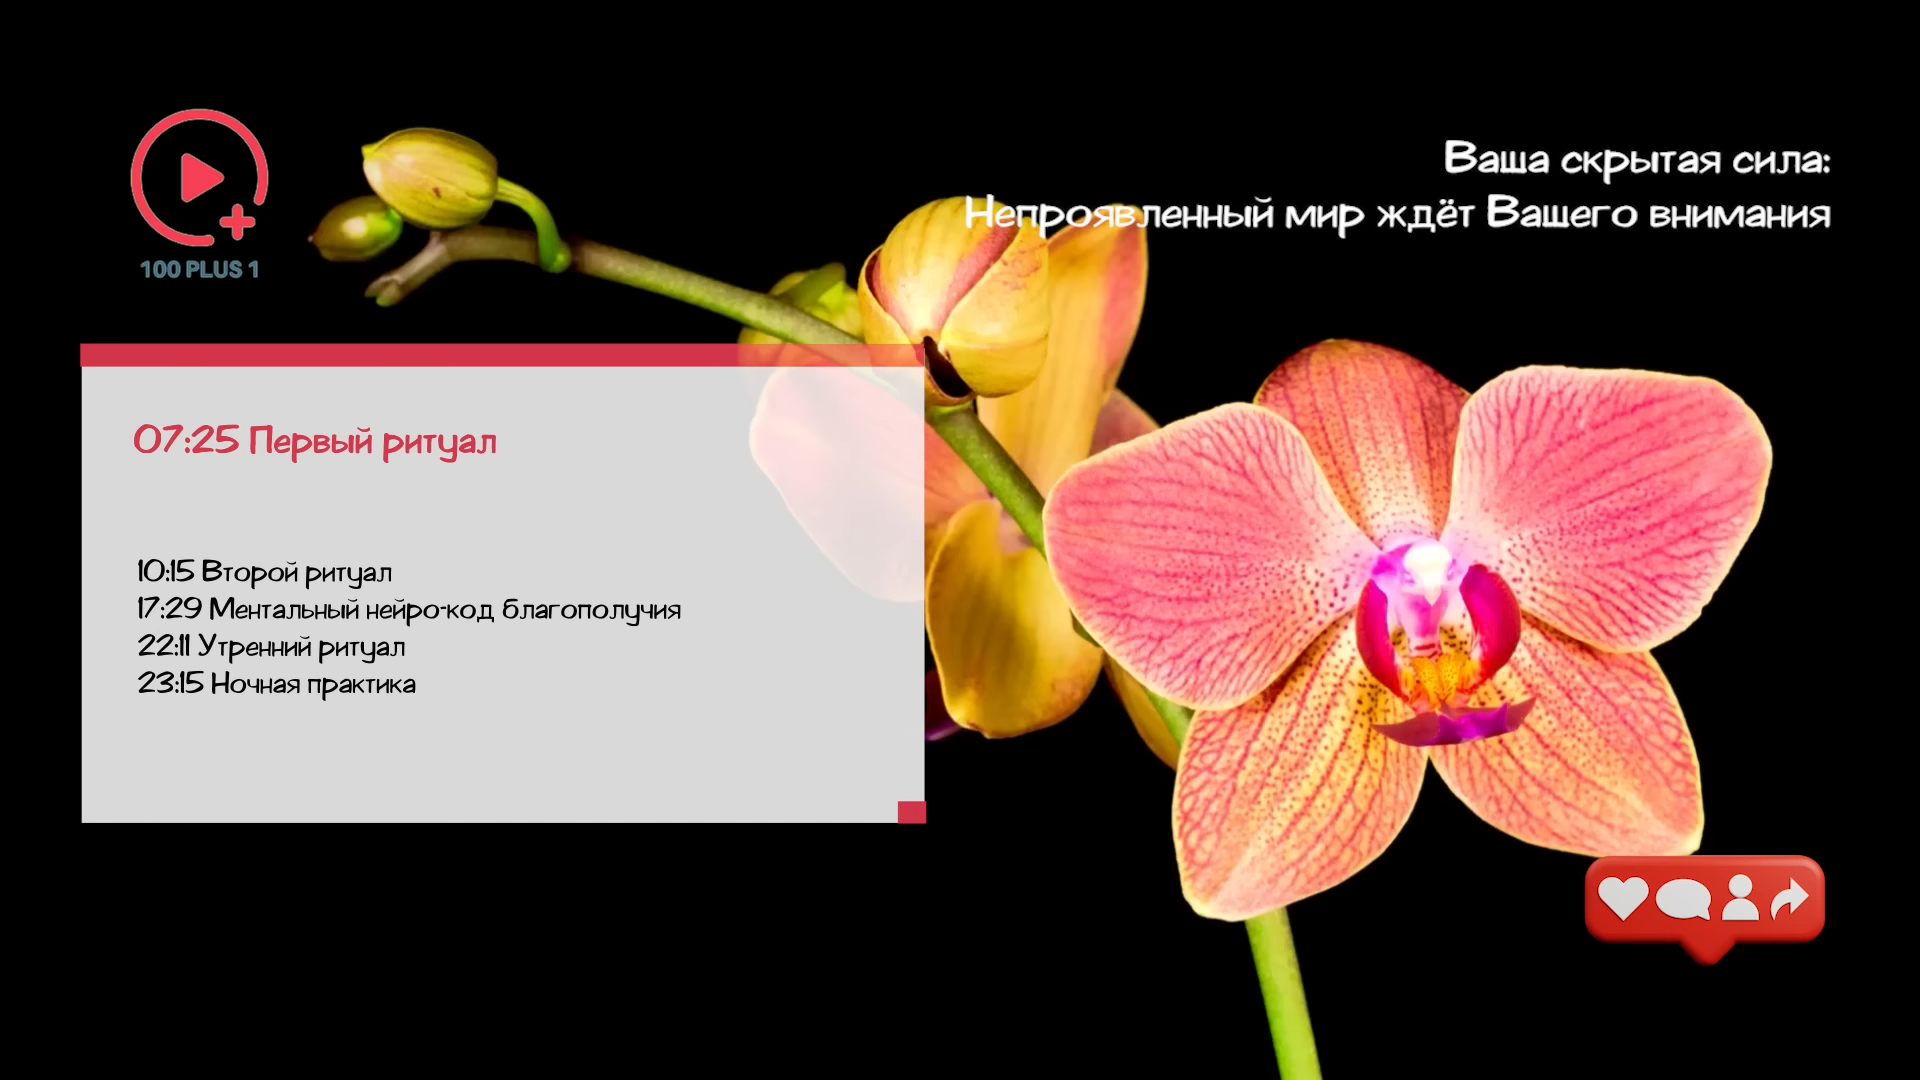 100 PLUS 1
Ваша скрытая сила:
Непроявленный мир ждёт Вашего внимания
07:25 Первый ритуал
10:15 Второй ритуал
17:29 Ментальный нейро-код благополучия
22:11 Утренний ритуал
23:15 Ночная практика